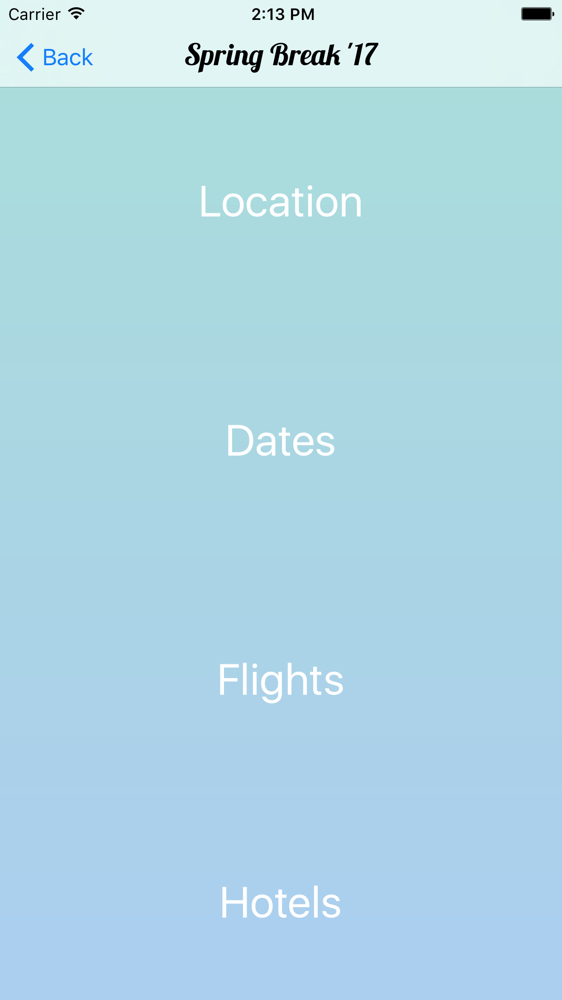 Carrier 2:13 PM
Back Spring Break '17
Location
Dates
Flights
Hotels